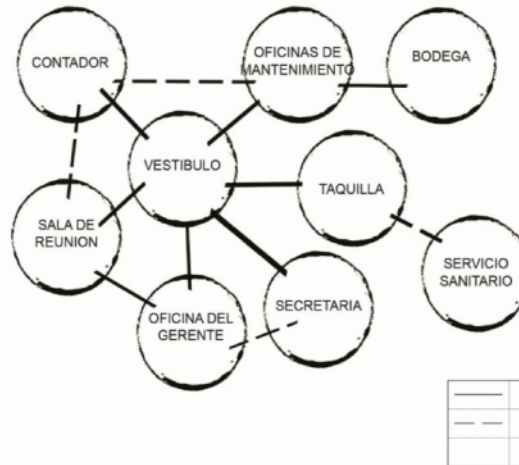 CONTADOR
OFICINAS DE
MANTENIMIENTO
BODEGA
VESTIBULO
TAQUILLA
SALA DE
REUNION
SERVICIO
SANITARIO
SECRETARIA
OFICINA DEL
GERENTE